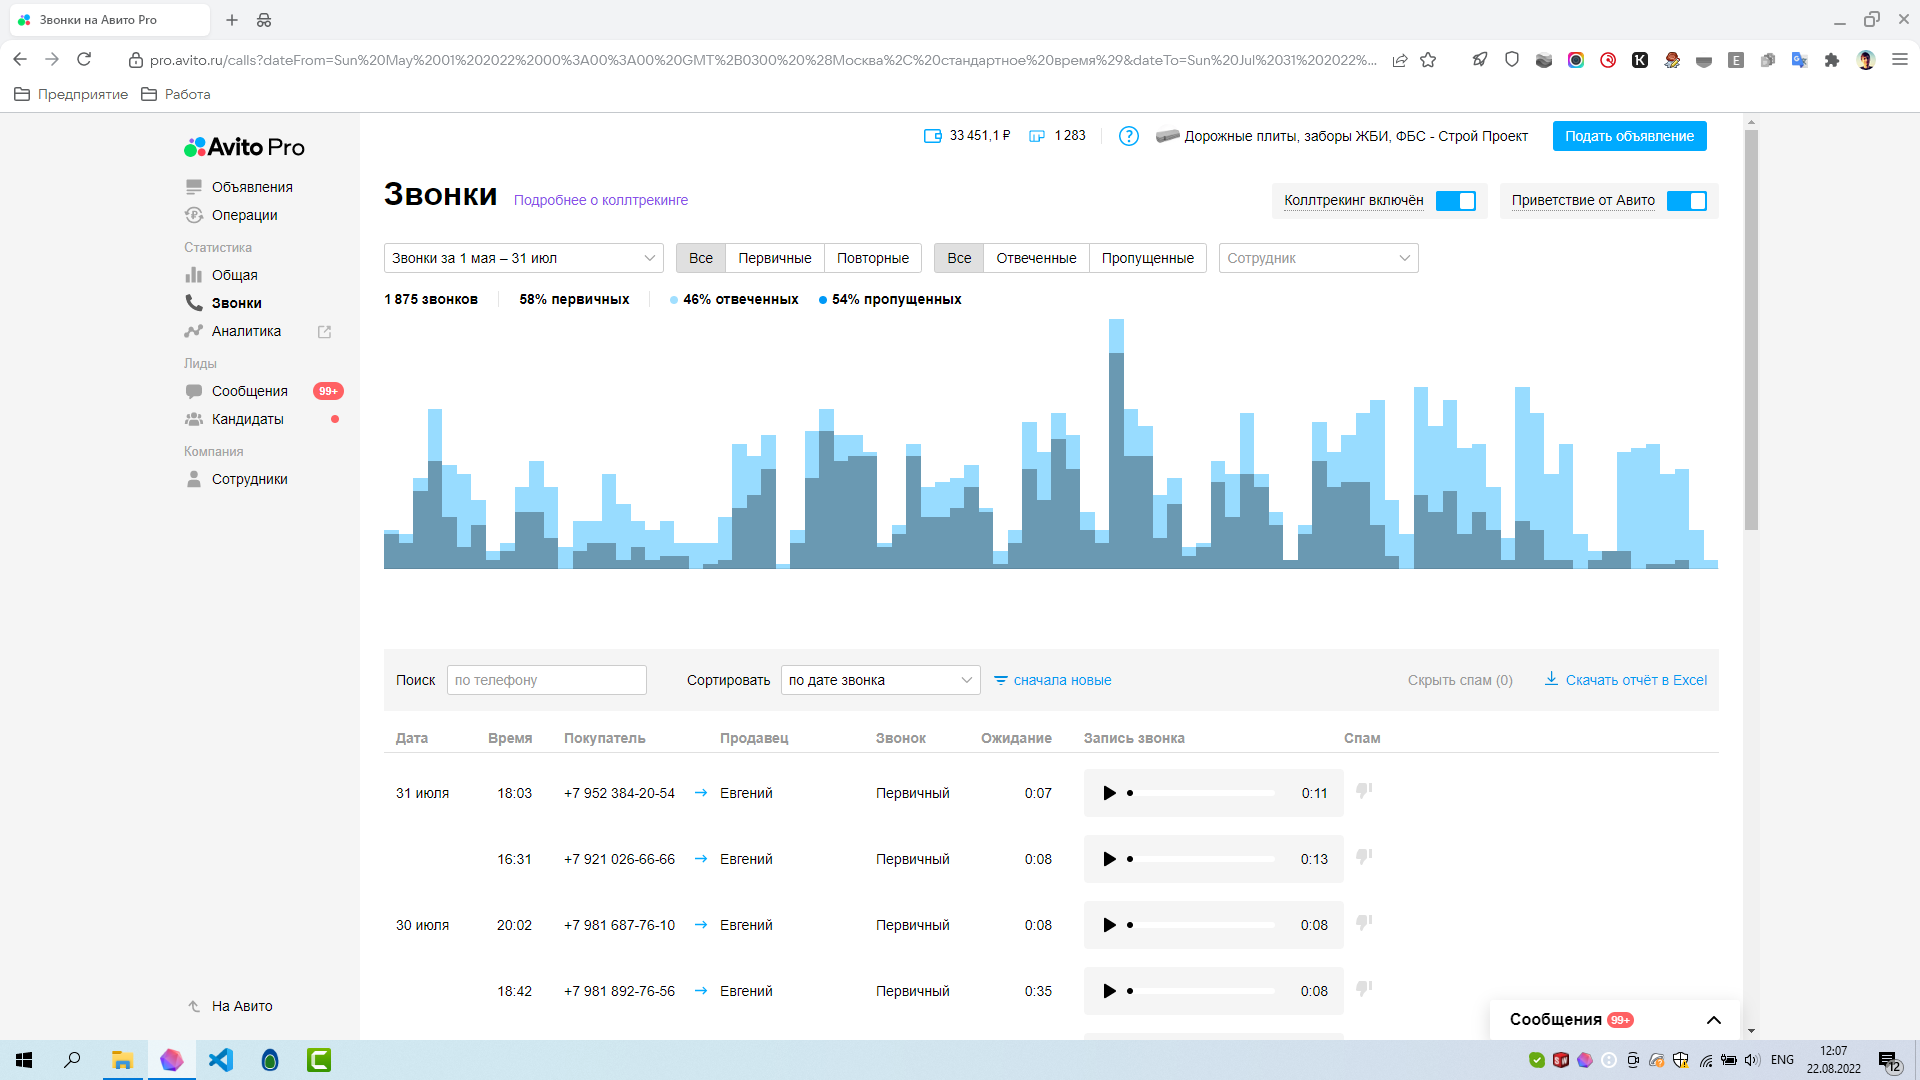 Звонки на Авито Pro
pro.avito.ru/calls?dateFrom=Sun%20May%2001%202022%2000%3A00%3A00%20GMT%2B0300%20%28Москва%2C%20стандартное%20время%29&dateTo=Sun%20Jul%2031%202022%...
Предприятие Работа
Avito Pro
33 451,1 ₽ 1 283 ? Дорожные плиты, заборы ЖБИ, ФБС - Строй Проект Подать объявление
Объявления
Операции
Статистика
Общая
Звонки
Аналитика
Лиды
Сообщения 99+
Кандидаты
Компания
Сотрудники
На Авито
Звонки Подробнее о коллтрекинге Коллтрекинг включён Приветствие от Авито
Звонки за 1 мая – 31 июл Все Первичные Повторные Все Отвеченные Пропущенные Сотрудник
1 875 звонков 58% первичных 46% отвеченных 54% пропущенных
Поиск по телефону Сортировать по дате звонка сначала новые Скрыть спам (0) Скачать отчёт в Excel
Дата Время Покупатель Продавец Звонок Ожидание Запись звонка Спам
31 июля 18:03 +7 952 384-20-54 Евгений Первичный 0:07 0:11
16:31 +7 921 026-66-66 Евгений Первичный 0:08 0:13
30 июля 20:02 +7 981 687-76-10 Евгений Первичный 0:08 0:08
18:42 +7 981 892-76-56 Евгений Первичный 0:35 0:08
Сообщения 99+
ENG 12:07
22.08.2022 12